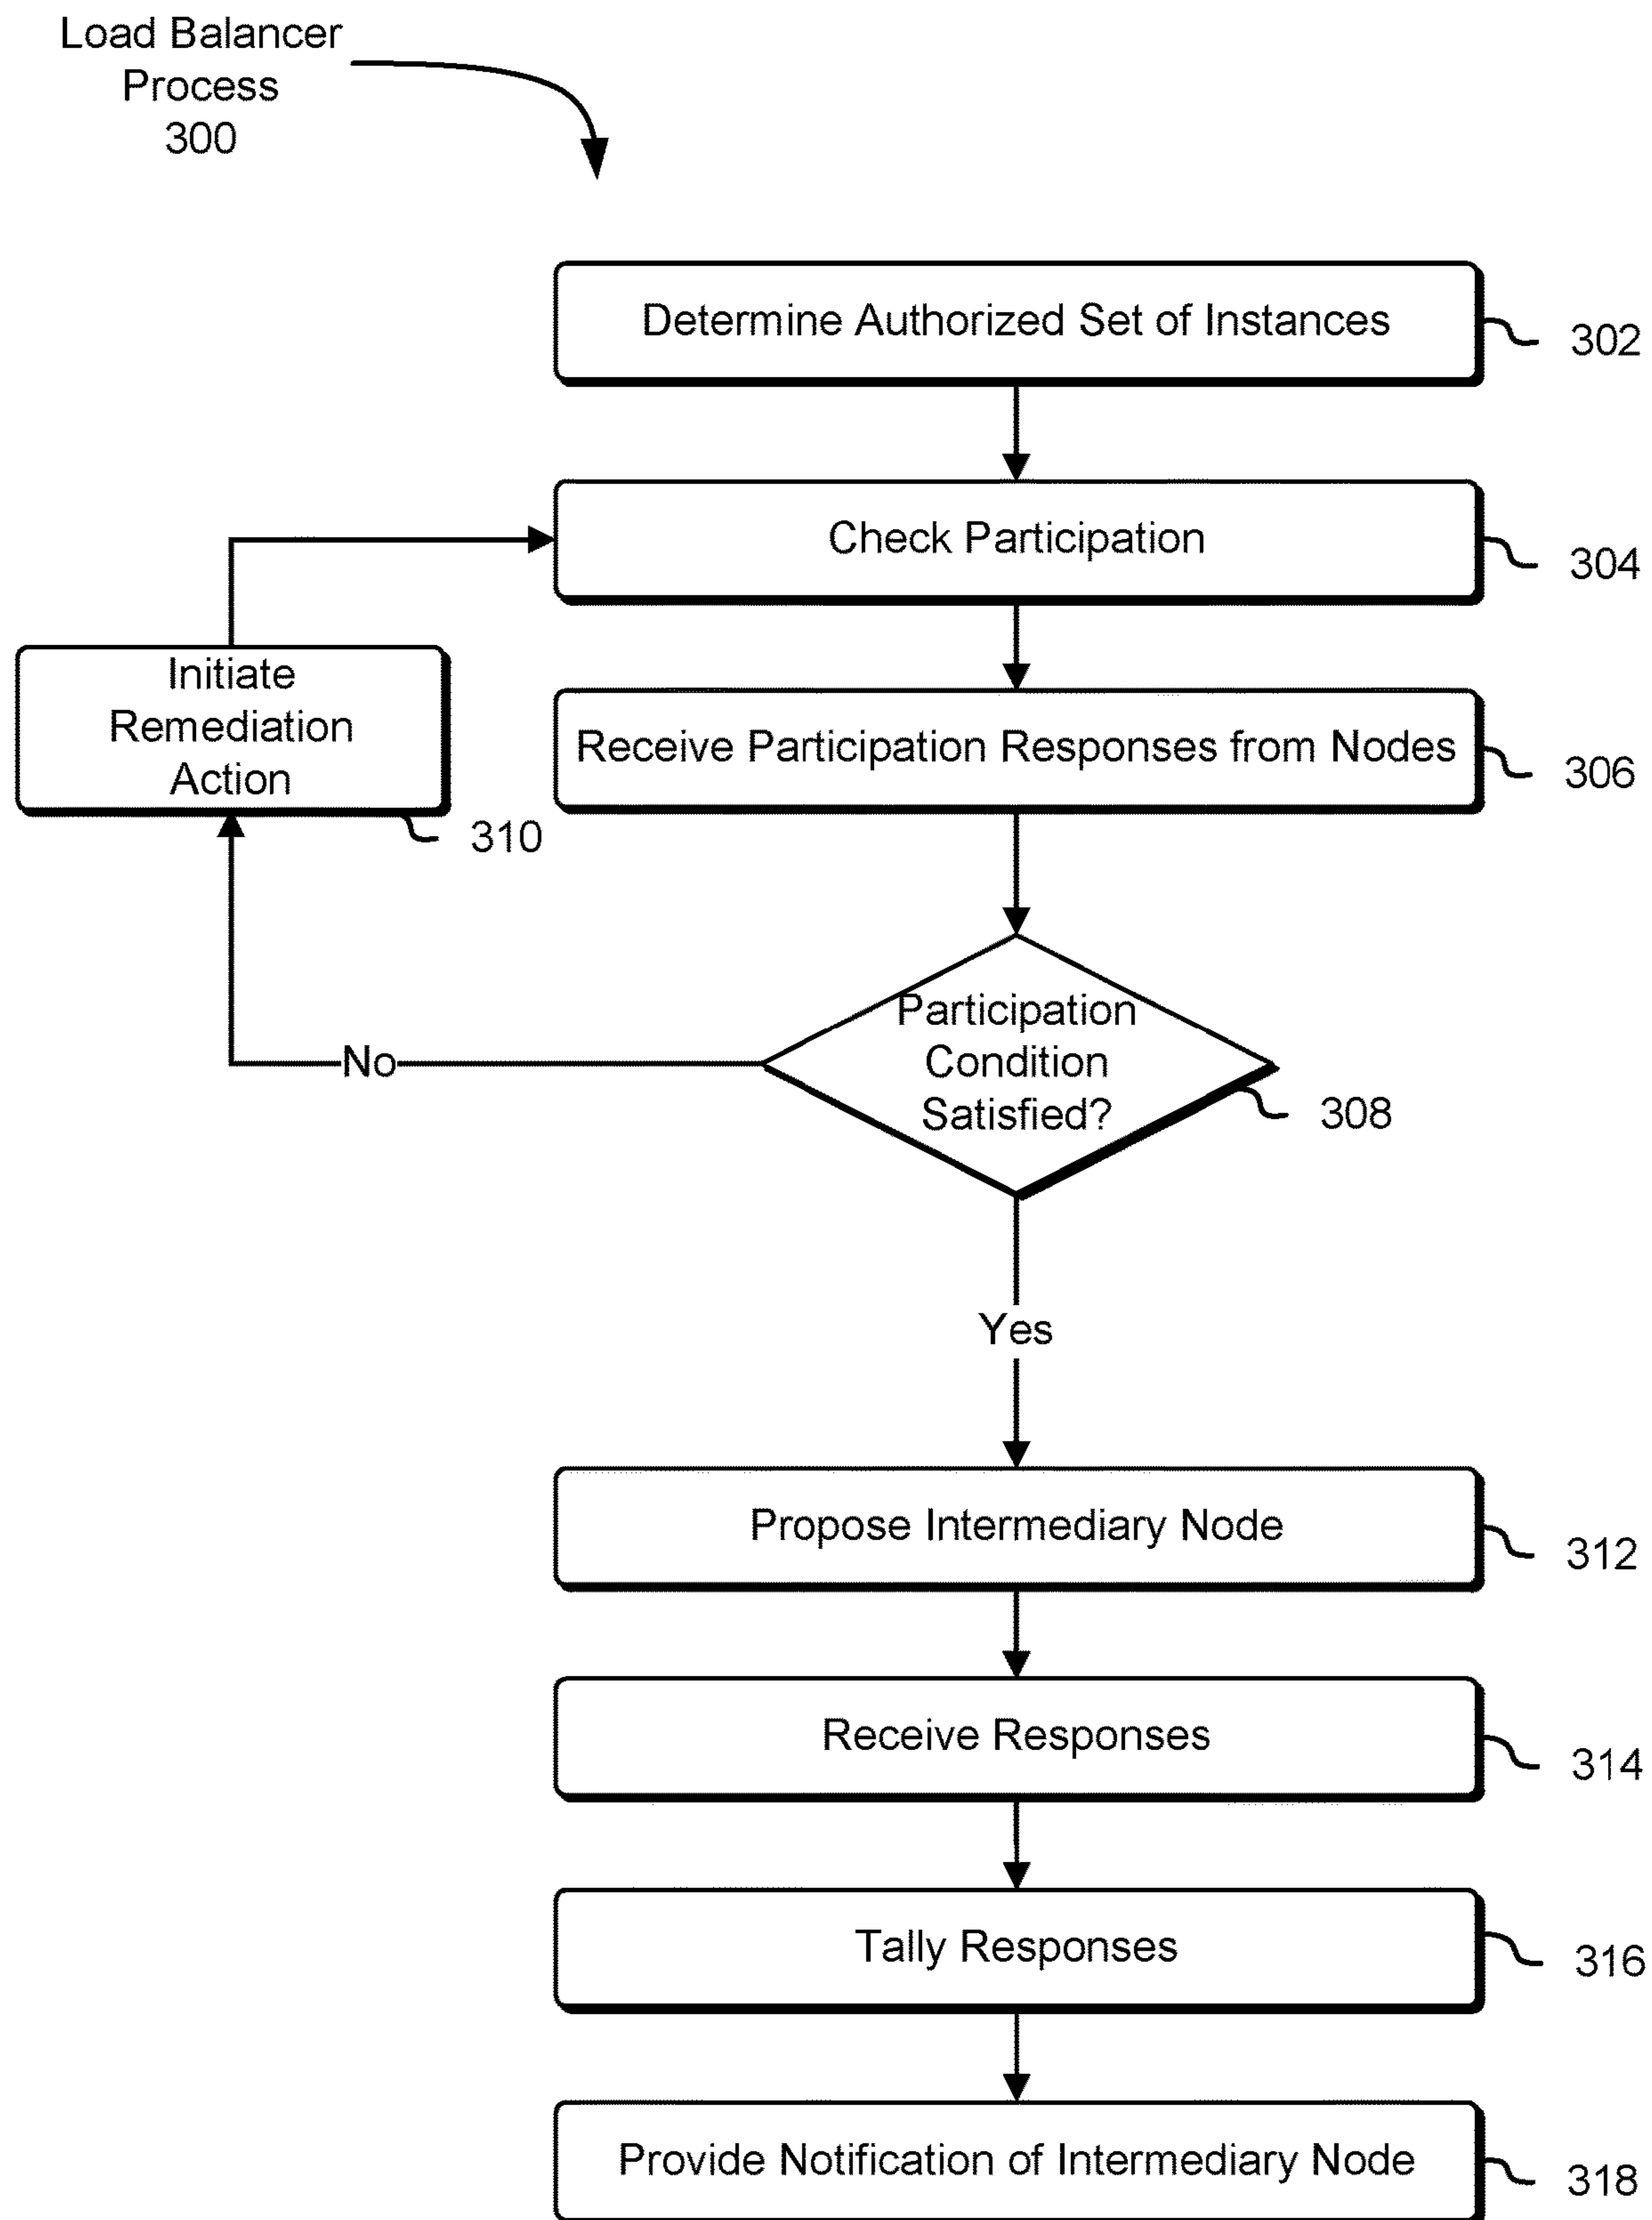 Load Balancer
Process
300
Determine Authorized Set of Instances
302
Check Participation
304
Initiate
Remediation
Action
310
Receive Participation Responses from Nodes
306
Participation
Condition
Satisfied?
308
No
Yes
Propose Intermediary Node
312
Receive Responses
314
Tally Responses
316
Provide Notification of Intermediary Node
318